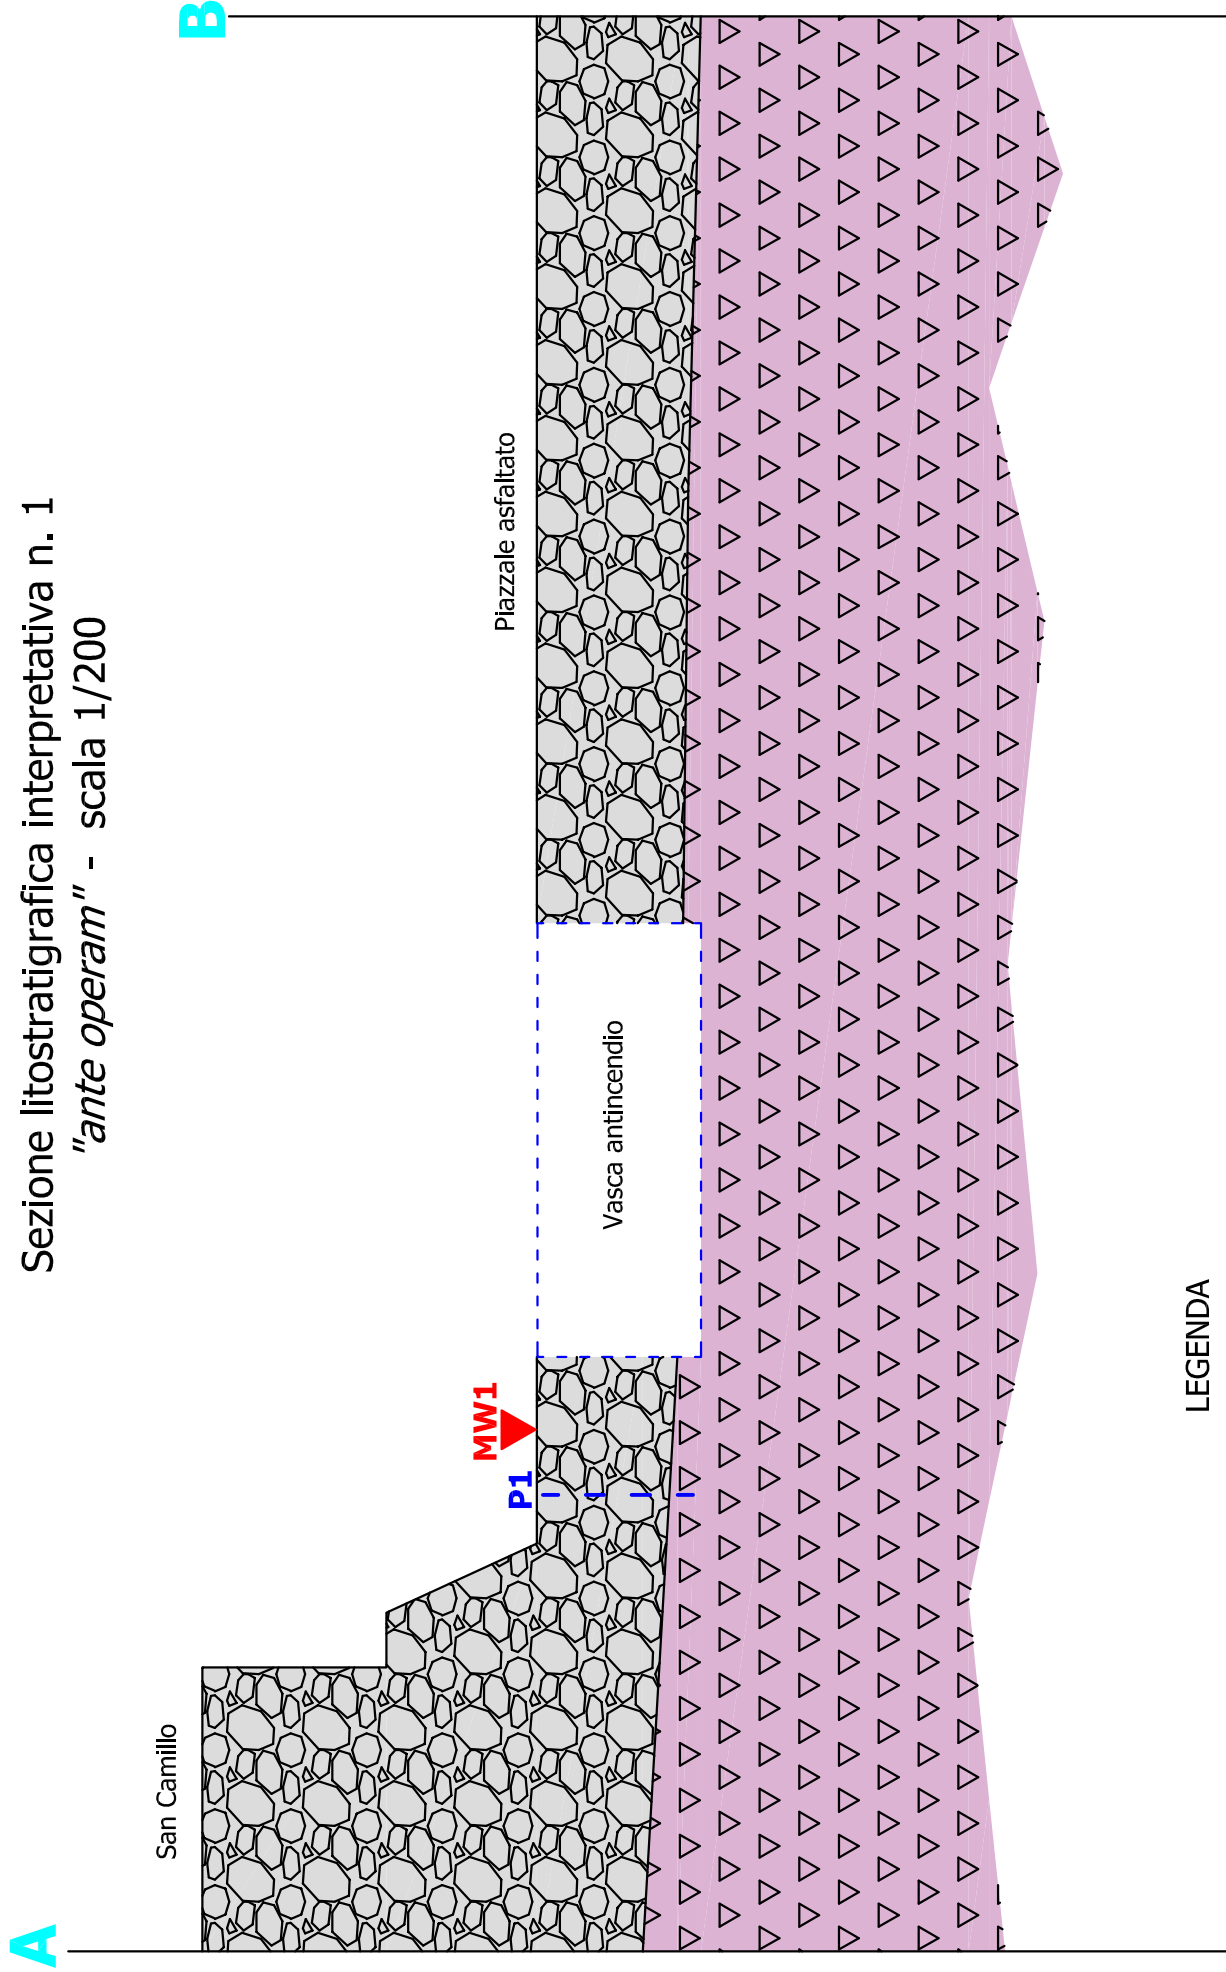 Sezione litostratigrafica interpretativa n. 1
"ante operam" - scala 1/200
A
B
San Camillo
MW1
P1
Piazzale asfaltato
Vasca antincendio
LEGENDA